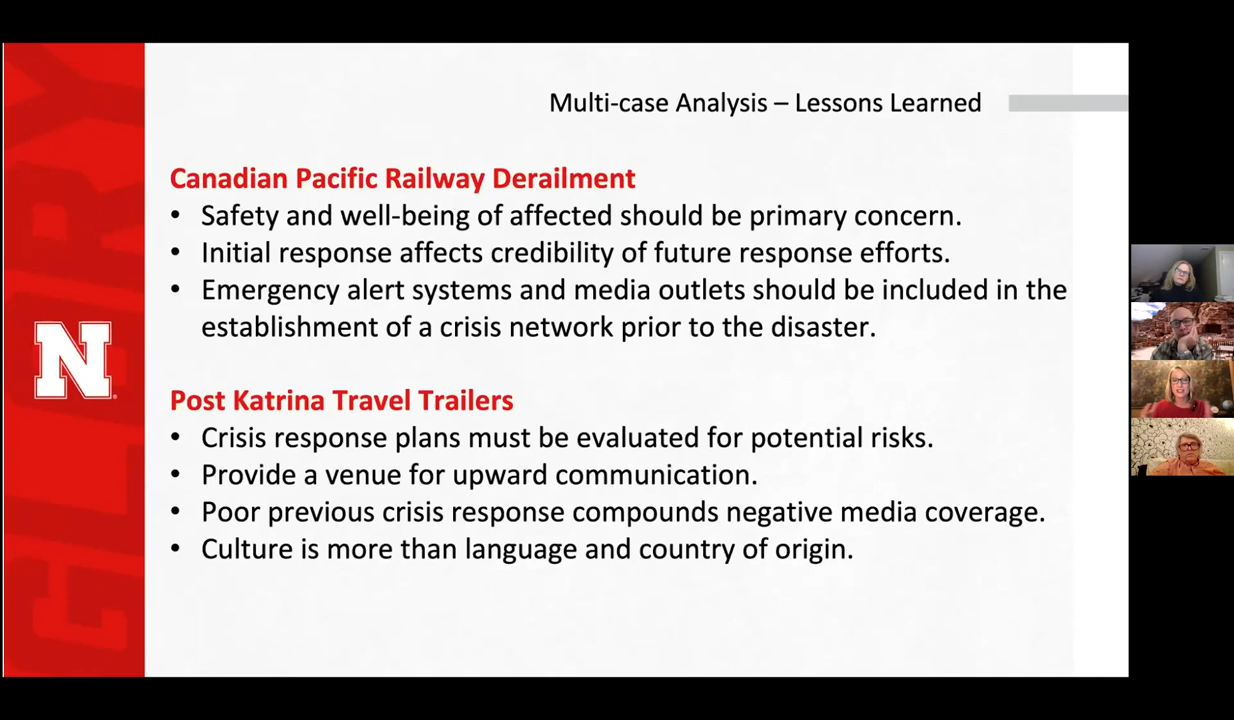 Multi-case Analysis – Lessons Learned
Canadian Pacific Railway Derailment
• Safety and well-being of affected should be primary concern.
• Initial response affects credibility of future response efforts.
• Emergency alert systems and media outlets should be included in the
establishment of a crisis network prior to the disaster.
Post Katrina Travel Trailers
• Crisis response plans must be evaluated for potential risks.
• Provide a venue for upward communication.
• Poor previous crisis response compounds negative media coverage.
• Culture is more than language and country of origin.
GLORY
N